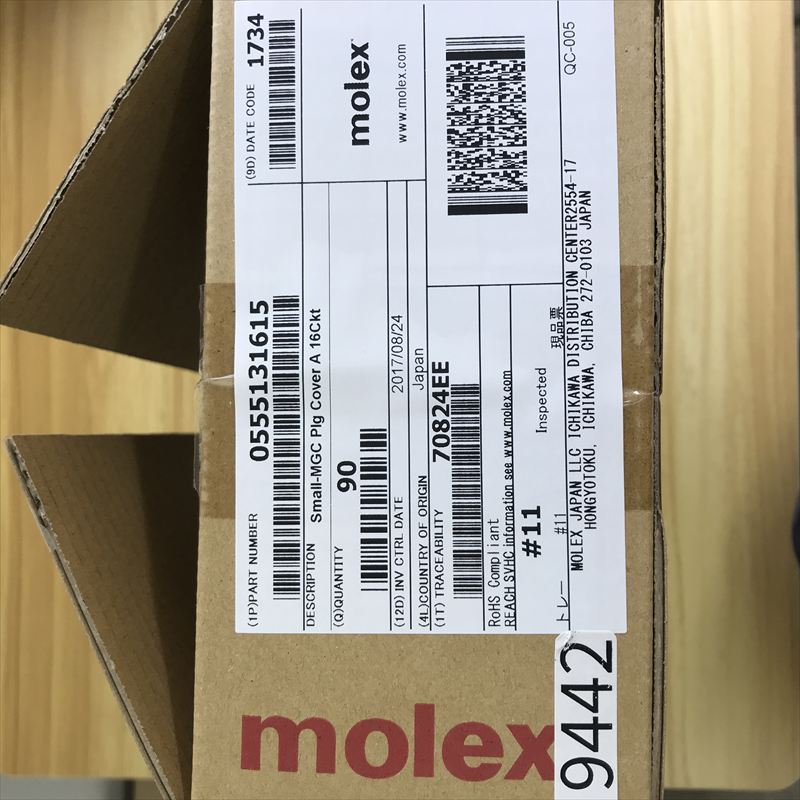 (1P)PART NUMBER
0555131615
(9D) DATE CODE 1734
DESCRIPTION Small-MGC Plg Cover A 16Ckt
(Q)QUANTITY
90
molex
www.molex.com
(12D) INV CTRL DATE 2017/08/24
(4L)COUNTRY OF ORIGIN Japan
(1T) TRACEABILITY 70824EE
RoHS Compliant
REACH SVHC information see www.molex.com
#11
Inspected
トレー #11
現品票
QC-005
MOLEX JAPAN LLC ICHIKAWA DISTRIBUTION CENTER2554-17
HONGYOTOKU, ICHIKAWA, CHIBA 272-0103 JAPAN
9442
molex